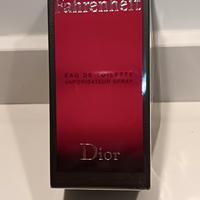 Fahrenheit
EAU DE TOILETTE
VAPORISATEUR SPRAY
Dior